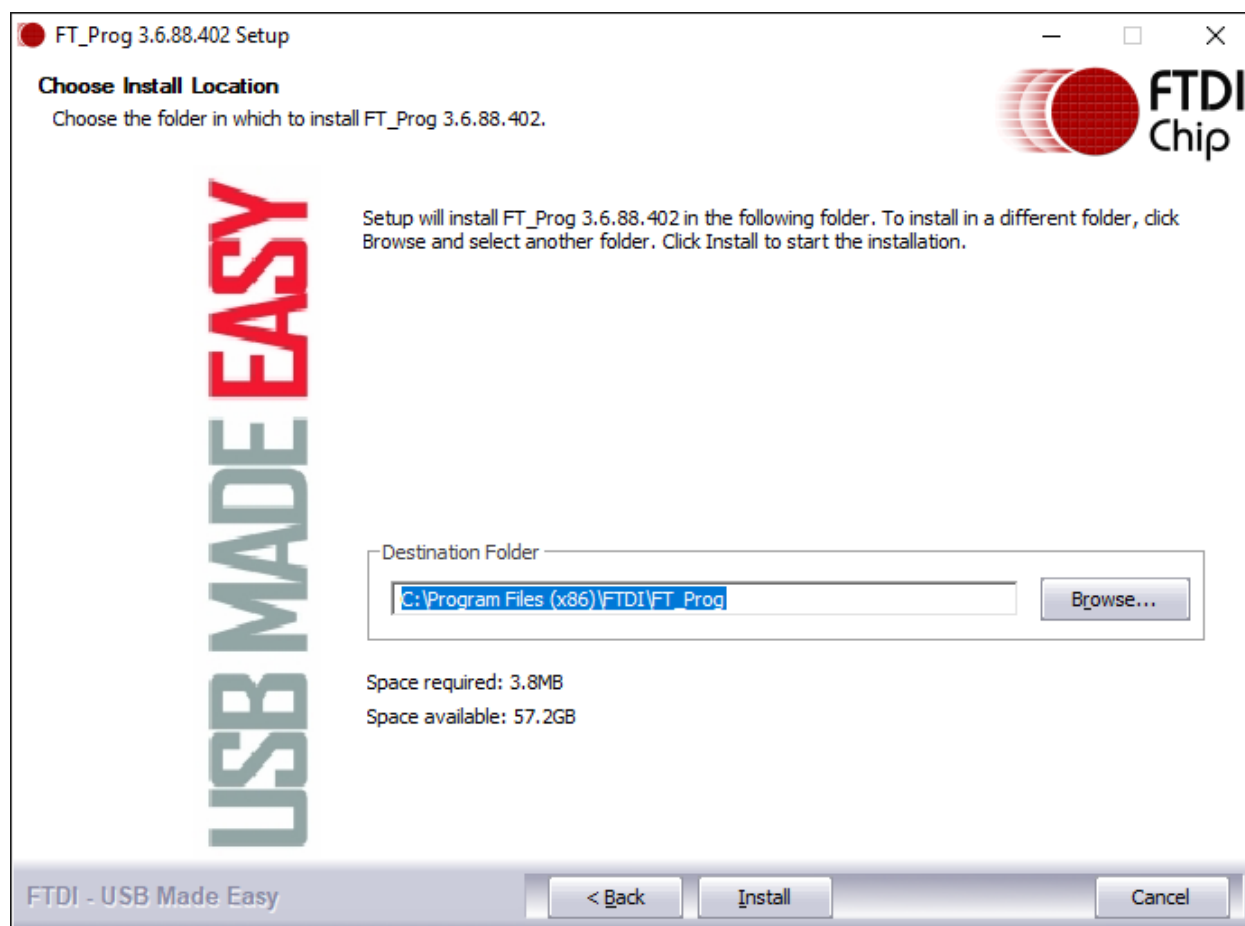 FT_Prog 3.6.88.402 Setup
Choose Install Location
Choose the folder in which to install FT_Prog 3.6.88.402.
FTDI
Chip
USB MADE EASY
Setup will install FT_Prog 3.6.88.402 in the following folder. To install in a different folder, click
Browse and select another folder. Click Install to start the installation.
Destination Folder
C:\Program Files (x86)\FTDI\FT_Prog
Browse...
Space required: 3.8MB
Space available: 57.2GB
FTDI - USB Made Easy
< Back
Install
Cancel